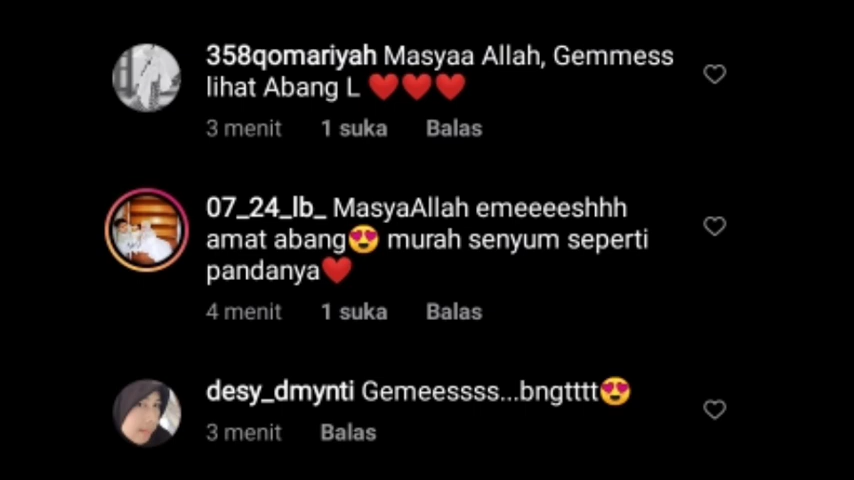 358qomariyah Masyaa Allah, Gemmess
lihat Abang L ❤️❤️❤️
3 menit 1 suka Balas
07_24_lb_ MasyaAllah emeeeeshhh
amat abang😍 murah senyum seperti
pandanya❤️
4 menit 1 suka Balas
desy_dmynti Gemeessss...bngtttt😍
3 menit Balas